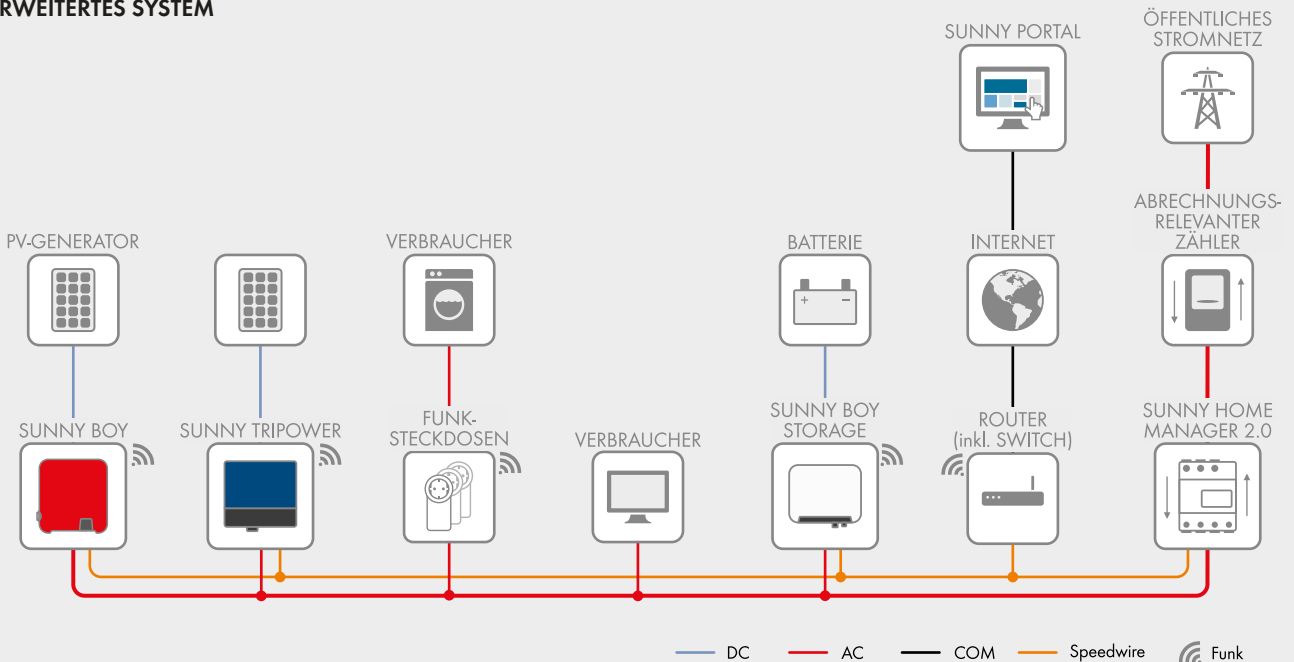 RWEITERTES SYSTEM
SUNNY PORTAL
ÖFFENTLICHES
STROMNETZ
PV-GENERATOR
VERBRAUCHER
BATTERIE
INTERNET
ABRECHNUNGS-
RELEVANTER
ZÄHLER
SUNNY BOY
SUNNY TRIPOWER
FUNK-
STECKDOSEN
VERBRAUCHER
SUNNY BOY
STORAGE
ROUTER
(inkl. SWITCH)
SUNNY HOME
MANAGER 2.0
DC
AC
COM
Speedwire
Funk